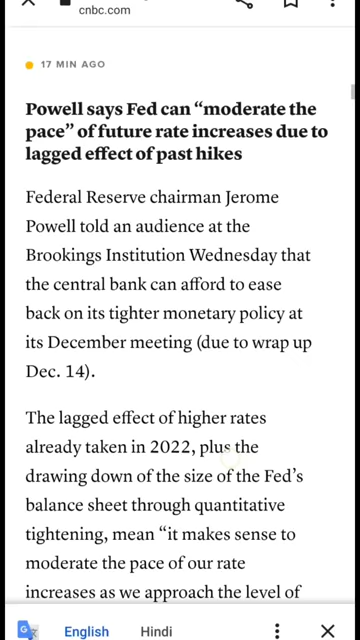 cnbc.com
17 MIN AGO
Powell says Fed can “moderate the
pace” of future rate increases due to
lagged effect of past hikes
Federal Reserve chairman Jerome
Powell told an audience at the
Brookings Institution Wednesday that
the central bank can afford to ease
back on its tighter monetary policy at
its December meeting (due to wrap up
Dec. 14).
The lagged effect of higher rates
already taken in 2022, plus the
drawing down of the size of the Fed’s
balance sheet through quantitative
tightening, mean “it makes sense to
moderate the pace of our rate
increases as we approach the level of
English Hindi